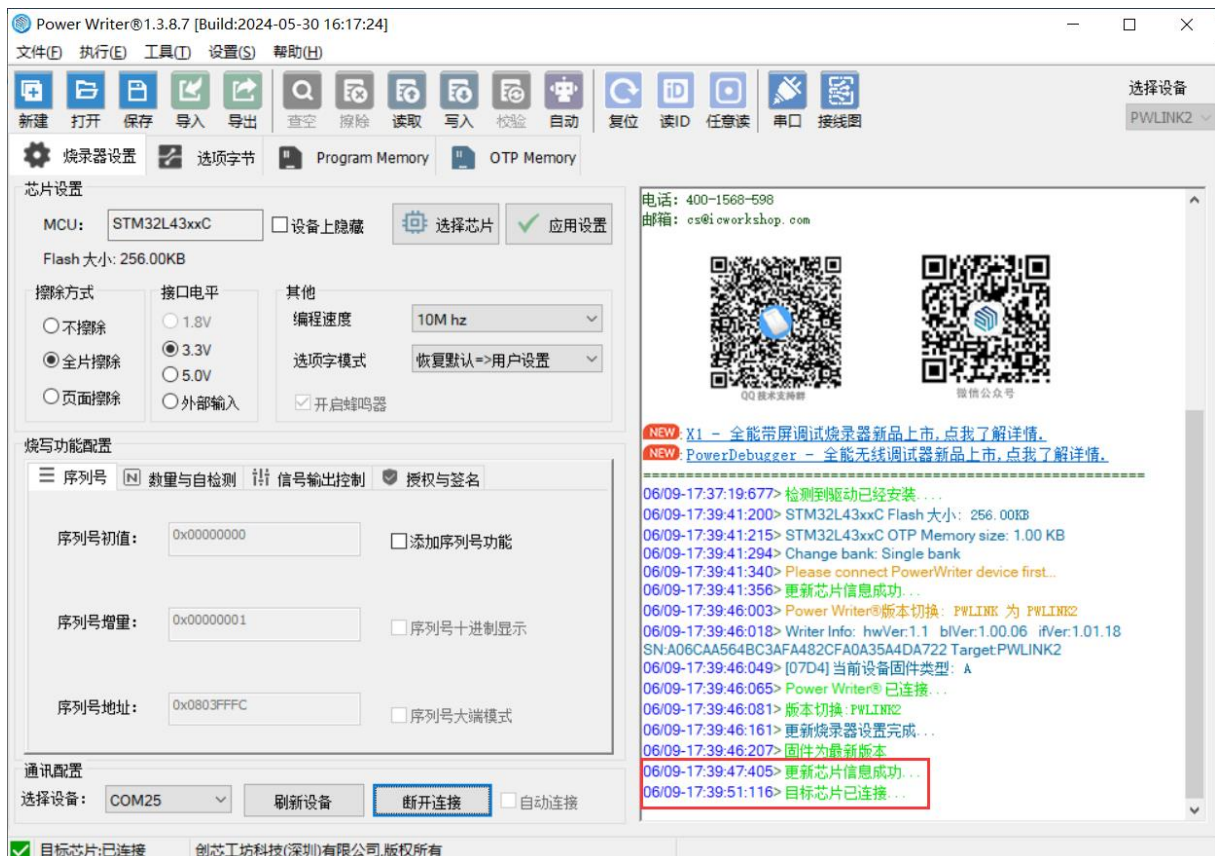 Power Writer®1.3.8.7 [Build:2024-05-30 16:17:24]
文件(F) 执行(E) 工具(T) 设置(S) 帮助(H)
新建 打开 保存 导入 导出 查空 擦除 读取 写入 校验 自动 复位 读ID 任意读 串口 接线图
选择设备
PWLINK2
烧录器设置 选项字节 Program Memory OTP Memory
芯片设置
MCU: STM32L43xxC 设备上隐藏 选择芯片 应用设置
Flash 大小: 256.00KB
擦除方式
不擦除
全片擦除
页面擦除
接口电平
1.8V
3.3V
5.0V
外部输入
其他
编程速度 10M hz
选项字模式 恢复默认=>用户设置
开启蜂鸣器
烧写功能配置
序列号 数量与自检测 信号输出控制 授权与签名
序列号初值: 0x00000000 添加序列号功能
序列号增量: 0x00000001 序列号十进制显示
序列号地址: 0x0803FFFC 序列号大端模式
通讯配置
选择设备: COM25 刷新设备 断开连接 自动连接
电话: 400-1568-598
邮箱: cs@icworkshop.com
QQ技术支持群 微信公众号
NEW: X1 - 全能带屏调试烧录器新品上市,点我了解详情.
NEW: PowerDebugger - 全能无线调试器新品上市,点我了解详情.
06/09-17:37:19:677> 检测到驱动已经安装....
06/09-17:39:41:200> STM32L43xxC Flash 大小: 256.00KB
06/09-17:39:41:215> STM32L43xxC OTP Memory size: 1.00 KB
06/09-17:39:41:294> Change bank: Single bank
06/09-17:39:41:340> Please connect PowerWriter device first...
06/09-17:39:41:356> 更新芯片信息成功...
06/09-17:39:46:003> Power Writer®版本切换: PWLINK 为 PWLINK2
06/09-17:39:46:018> Writer Info: hwVer:1.1 blVer:1.00.06 ifVer:1.01.18
SN:A06CAA564BC3AFA482CFA0A35A4DA722 Target:PWLINK2
06/09-17:39:46:049> [07D4] 当前设备固件类型: A
06/09-17:39:46:065> Power Writer® 已连接...
06/09-17:39:46:081> 版本切换:PWLINK2
06/09-17:39:46:161> 更新烧录器设置完成...
06/09-17:39:46:207> 固件为最新版本
06/09-17:39:47:405> 更新芯片信息成功...
06/09-17:39:51:116> 目标芯片已连接...
目标芯片:已连接 创芯工坊科技(深圳)有限公司.版权所有